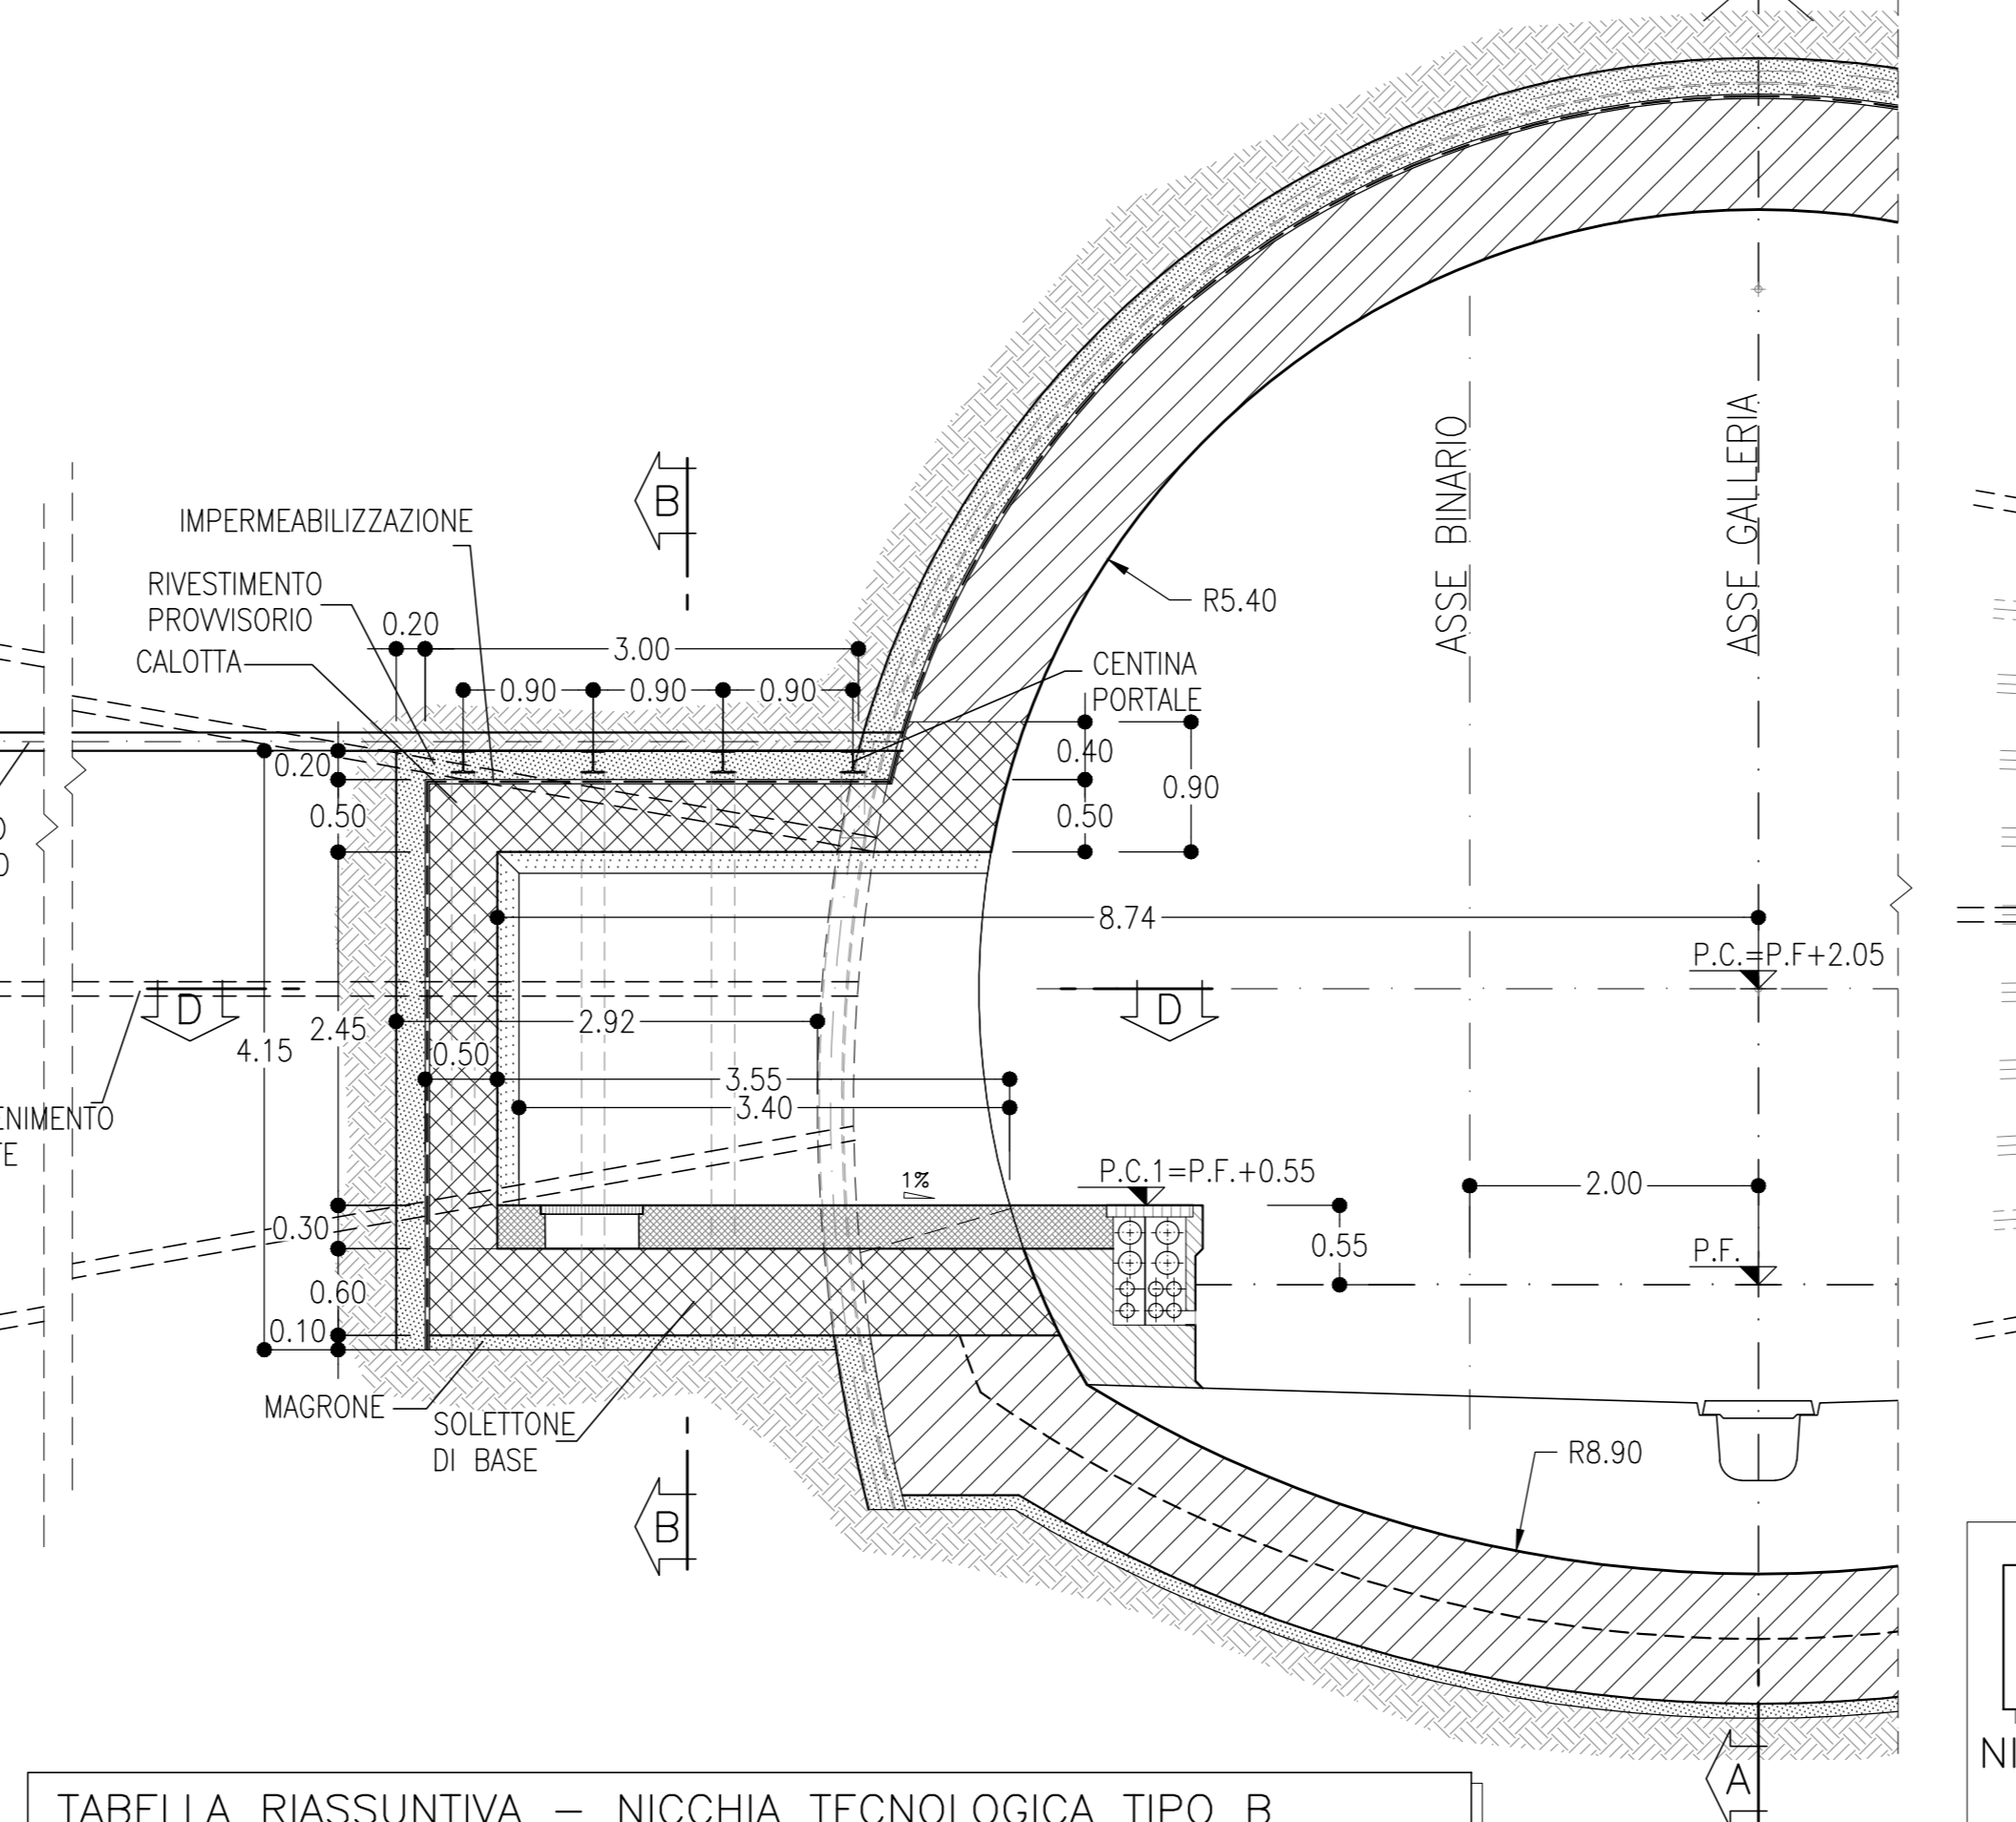 ASSE BINARIO
ASSE GALLERIA
B
IMPERMEABILIZZAZIONE
RIVESTIMENTO
PROVVISORIO
CALOTTA
0.20
3.00
0.90
0.90
0.90
CENTINA
PORTALE
R5.40
0.20
0.50
0.40
0.50
0.90
8.74
P.C.=P.F+2.05
D
D
2.92
4.15
2.45
0.50
3.55
3.40
1%
P.C.1=P.F.+0.55
2.00
0.55
P.F.
0.30
0.60
0.10
MAGRONE
SOLETTONE
DI BASE
R8.90
B
A
TABELLA RIASSUNTIVA – NICCHIA TECNOLOGICA TIPO B